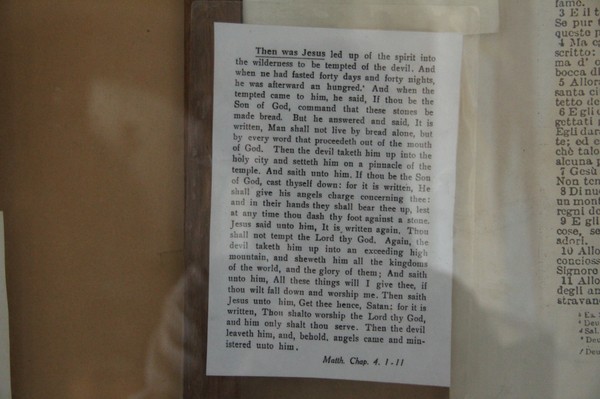 Then was Jesus led up of the spirit into
the wilderness to be tempted of the devil. And
when ne had fasted forty days and forty nights,
he was afterward an hungred. And when the
tempted came to him, he said, If thou be the
Son of God, command that these stones be
made bread. But he answered and said, It is
written, Man shall not live by bread alone, but
by every word that proceedeth out of the mouth
of God. Then the devil taketh him up into the
holy city and setteth him on a pinnacle of the
temple. And saith unto him. If thou be the Son
of God, cast thyself down: for it is written, He
shall give his angels charge concerning thee:
and in their hands they shall bear thee up, lest
at any time thou dash thy foot against a stone.
Jesus said unto him, It is written again. Thou
shall not tempt the Lord thy God. Again, the
devil taketh him up into an exceeding high
mountain, and sheweth him all the kingdoms
of the world, and the glory of them; And saith
unto him, All these things will I give thee, if
thou wilt fall down and worship me. Then saith
Jesus unto him, Get thee hence, Satan: for it is
written, Thou shalto worship the Lord thy God,
and him only shalt thou serve. Then the devil
leaveth him, and, behold, angels came and min-
istered unto him.
Matth. Chap. 4. 1-11
fame.
3 E il t
Se pur
queste p
4 Ma c
scritto:
ma d' o
bocca di
5 Allor
santa ci
tetto de
6 E gli d
gettati
Egli dar
te; ed e
chè talo
alcuna p
7 Gesù
Non ten
8 Di nuo
un mont
regni de
9 E gli
cose, se
adori.
10 Allo
concioss
Signore
11 Allo
degli an
stravano